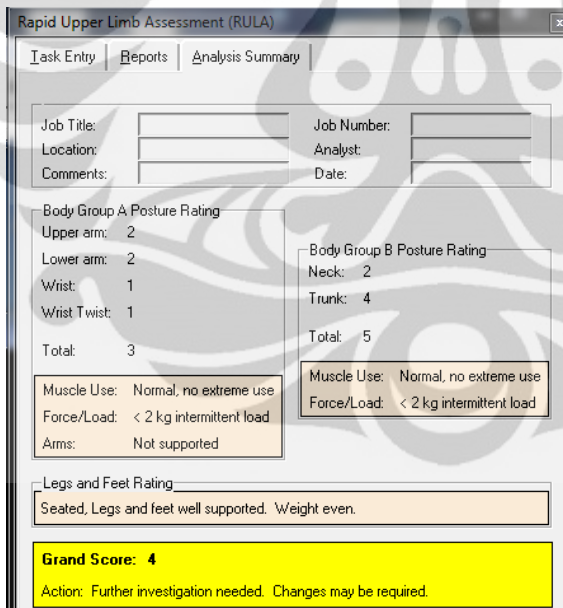 Rapid Upper Limb Assessment (RULA)
x
Task Entry Reports Analysis Summary
Job Title: Job Number:
Location: Analyst:
Comments: Date:
Body Group A Posture Rating
Upper arm: 2
Lower arm: 2
Wrist: 1
Wrist Twist: 1
Total: 3
Muscle Use: Normal, no extreme use
Force/Load: < 2 kg intermittent load
Arms: Not supported
Body Group B Posture Rating
Neck: 2
Trunk: 4
Total: 5
Muscle Use: Normal, no extreme use
Force/Load: < 2 kg intermittent load
Legs and Feet Rating
Seated, Legs and feet well supported. Weight even.
Grand Score: 4
Action: Further investigation needed. Changes may be required.